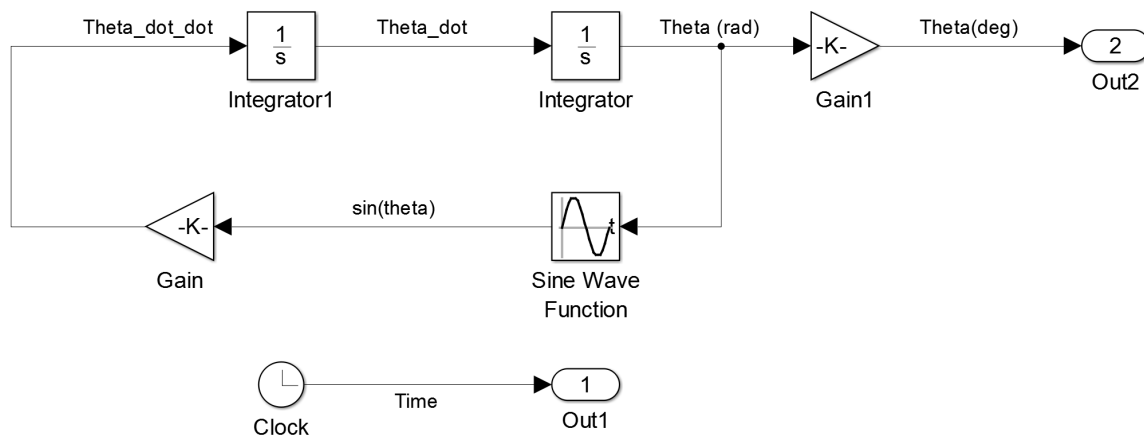 Theta_dot_dot
1
s
Integrator1
Theta_dot
1
s
Integrator
Theta (rad)
-K-
Gain1
Theta(deg)
2
Out2
-K-
Gain
sin(theta)
t
Sine Wave
Function
Clock
Time
1
Out1